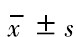 x̄ ± s